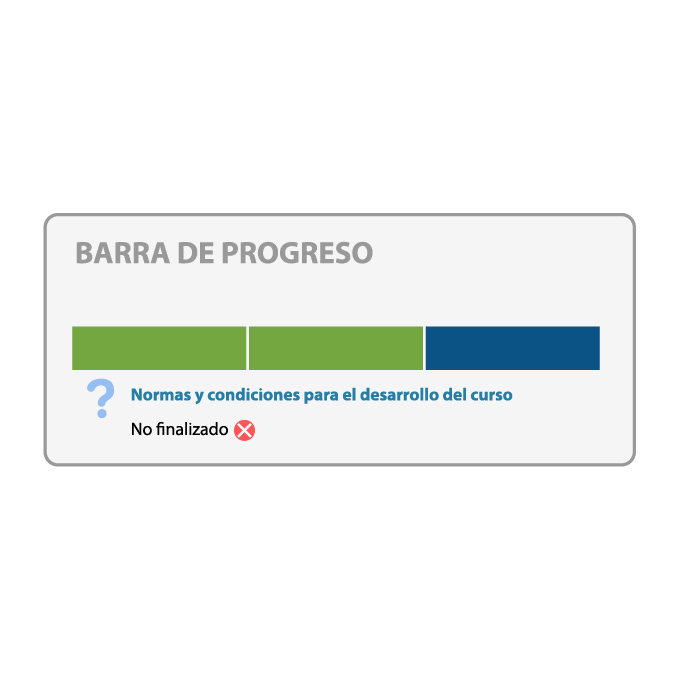 BARRA DE PROGRESO
Normas y condiciones para el desarrollo del curso
No finalizado